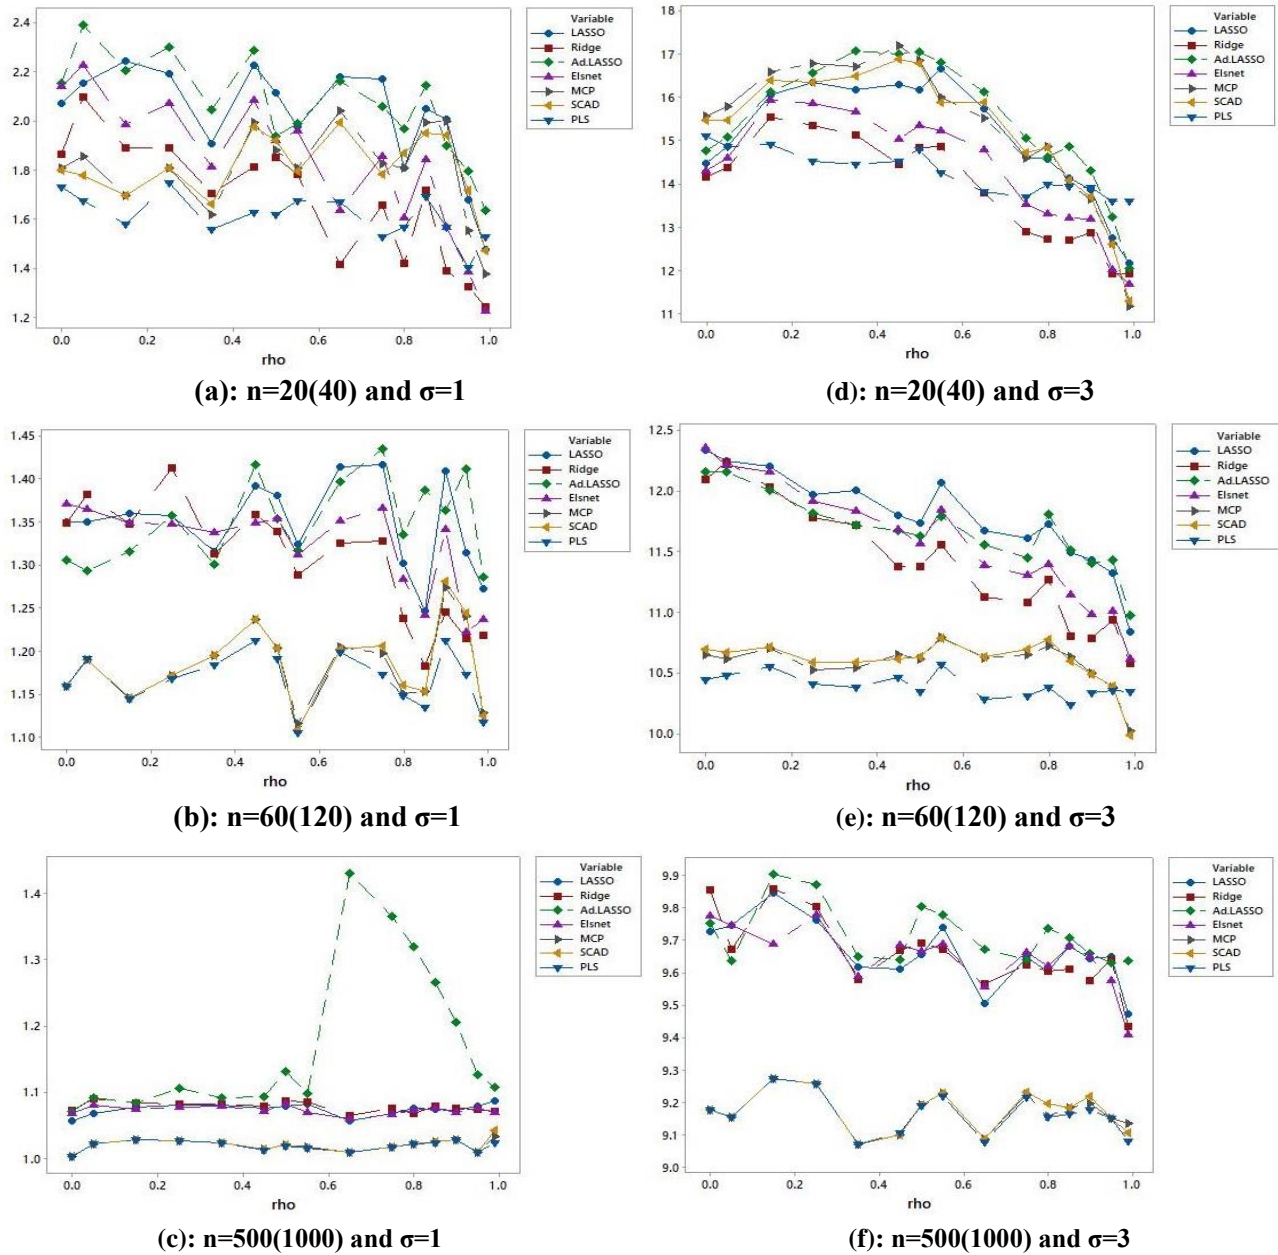 2.4
2.2
2.0
1.8
1.6
1.4
1.2
0.0 0.2 0.4 0.6 0.8 1.0
rho
Variable
LASSO
Ridge
Ad.LASSO
Elsnet
MCP
SCAD
PLS
(a): n=20(40) and σ=1
18
17
16
15
14
13
12
11
0.0 0.2 0.4 0.6 0.8 1.0
rho
Variable
LASSO
Ridge
Ad.LASSO
Elsnet
MCP
SCAD
PLS
(d): n=20(40) and σ=3
1.45
1.40
1.35
1.30
1.25
1.20
1.15
1.10
0.0 0.2 0.4 0.6 0.8 1.0
rho
Variable
LASSO
Ridge
Ad.LASSO
Elsnet
MCP
SCAD
PLS
(b): n=60(120) and σ=1
12.5
12.0
11.5
11.0
10.5
10.0
0.0 0.2 0.4 0.6 0.8 1.0
rho
Variable
LASSO
Ridge
Ad.LASSO
Elsnet
MCP
SCAD
PLS
(e): n=60(120) and σ=3
1.4
1.3
1.2
1.1
1.0
0.0 0.2 0.4 0.6 0.8 1.0
rho
Variable
LASSO
Ridge
Ad.LASSO
Elsnet
MCP
SCAD
PLS
(c): n=500(1000) and σ=1
9.9
9.8
9.7
9.6
9.5
9.4
9.3
9.2
9.1
9.0
0.0 0.2 0.4 0.6 0.8 1.0
rho
Variable
LASSO
Ridge
Ad.LASSO
Elsnet
MCP
SCAD
PLS
(f): n=500(1000) and σ=3